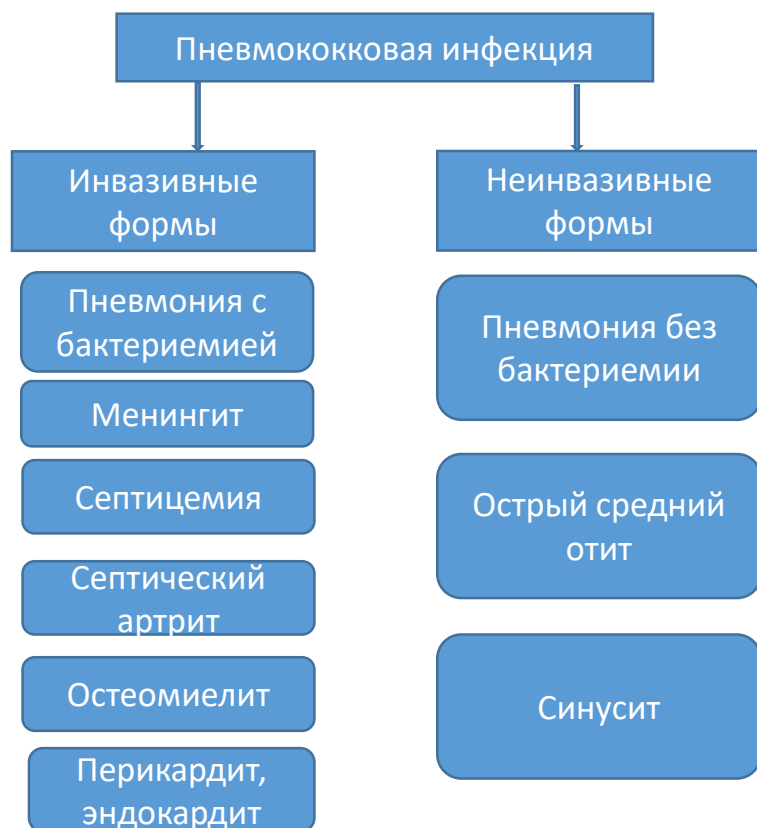 Пневмококковая инфекция
Инвазивные
формы
Пневмония с
бактериемией
Менингит
Септицемия
Септический
артрит
Остеомиелит
Перикардит,
эндокардит
Неинвазивные
формы
Пневмония без
бактериемии
Острый средний
отит
Синусит